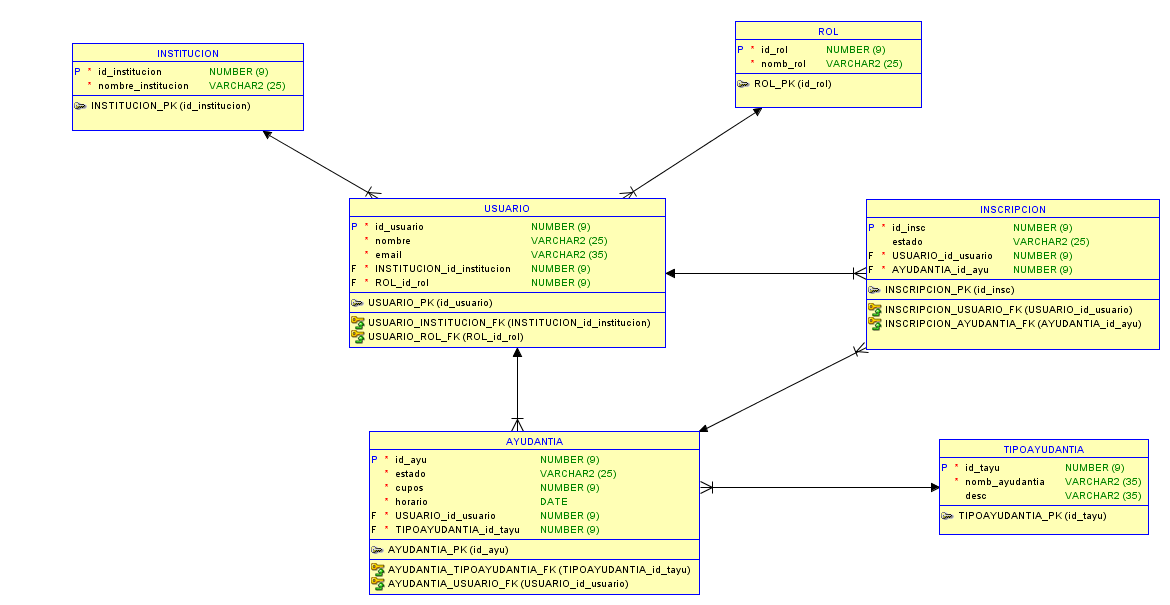 INSTITUCION
P * id_institucion NUMBER (9)
* nombre_institucion VARCHAR2 (25)
INSTITUCION_PK (id_institucion)
ROL
P * id_rol NUMBER (9)
* nomb_rol VARCHAR2 (25)
ROL_PK (id_rol)
USUARIO
P * id_usuario NUMBER (9)
* nombre VARCHAR2 (25)
* email VARCHAR2 (35)
F * INSTITUCION_id_institucion NUMBER (9)
F * ROL_id_rol NUMBER (9)
USUARIO_PK (id_usuario)
USUARIO_INSTITUCION_FK (INSTITUCION_id_institucion)
USUARIO_ROL_FK (ROL_id_rol)
INSCRIPCION
P * id_insc NUMBER (9)
estado VARCHAR2 (25)
F * USUARIO_id_usuario NUMBER (9)
F * AYUDANTIA_id_ayu NUMBER (9)
INSCRIPCION_PK (id_insc)
INSCRIPCION_USUARIO_FK (USUARIO_id_usuario)
INSCRIPCION_AYUDANTIA_FK (AYUDANTIA_id_ayu)
AYUDANTIA
P * id_ayu NUMBER (9)
* estado VARCHAR2 (25)
* cupos NUMBER (9)
* horario DATE
F * USUARIO_id_usuario NUMBER (9)
F * TIPOAYUDANTIA_id_tayu NUMBER (9)
AYUDANTIA_PK (id_ayu)
AYUDANTIA_TIPOAYUDANTIA_FK (TIPOAYUDANTIA_id_tayu)
AYUDANTIA_USUARIO_FK (USUARIO_id_usuario)
TIPOAYUDANTIA
P * id_tayu NUMBER (9)
* nomb_ayudantia VARCHAR2 (35)
desc VARCHAR2 (35)
TIPOAYUDANTIA_PK (id_tayu)